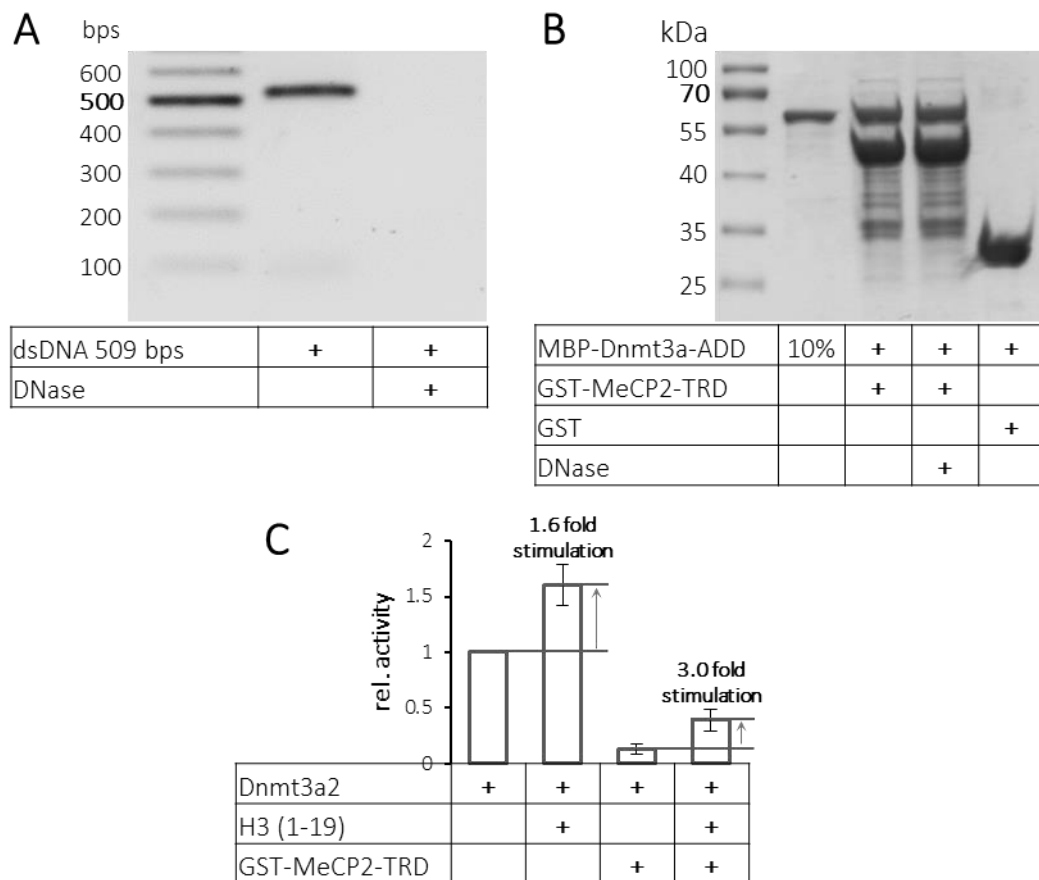 A
bps
600
500
400
300
200
100
dsDNA 509 bps + +
DNase +
B
kDa
100
70
55
40
35
25
MBP-Dnmt3a-ADD 10% + + +
GST-MeCP2-TRD + +
GST +
DNase +
C
rel. activity
2
1.5
1
0.5
0
1.6 fold
stimulation
3.0 fold
stimulation
Dnmt3a2 + + + +
H3 (1-19) + +
GST-MeCP2-TRD + +